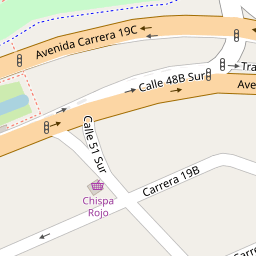 Avenida Carrera 19C
Tra
Calle 48B Sur
Ave
Calle 51 Sur
Carrera 19B
Chispa
Rojo